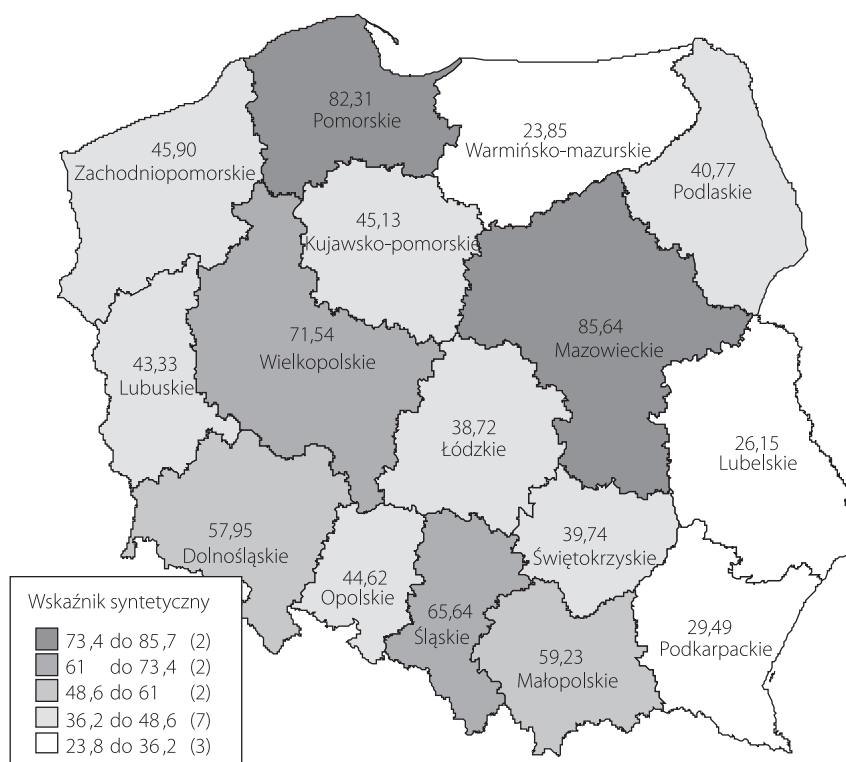 82,31
Pomorskie
23,85
Warmińsko-mazurskie
45,90
Zachodniopomorskie
40,77
Podlaskie
45,13
Kujawsko-pomorskie
71,54
Wielkopolskie
85,64
Mazowieckie
43,33
Lubuskie
38,72
Łódzkie
26,15
Lubelskie
57,95
Dolnośląskie
39,74
Świętokrzyskie
44,62
Opolskie
65,64
Śląskie
59,23
Małopolskie
29,49
Podkarpackie
Wskaźnik syntetyczny
73,4 do 85,7 (2)
61 do 73,4 (2)
48,6 do 61 (2)
36,2 do 48,6 (7)
23,8 do 36,2 (3)